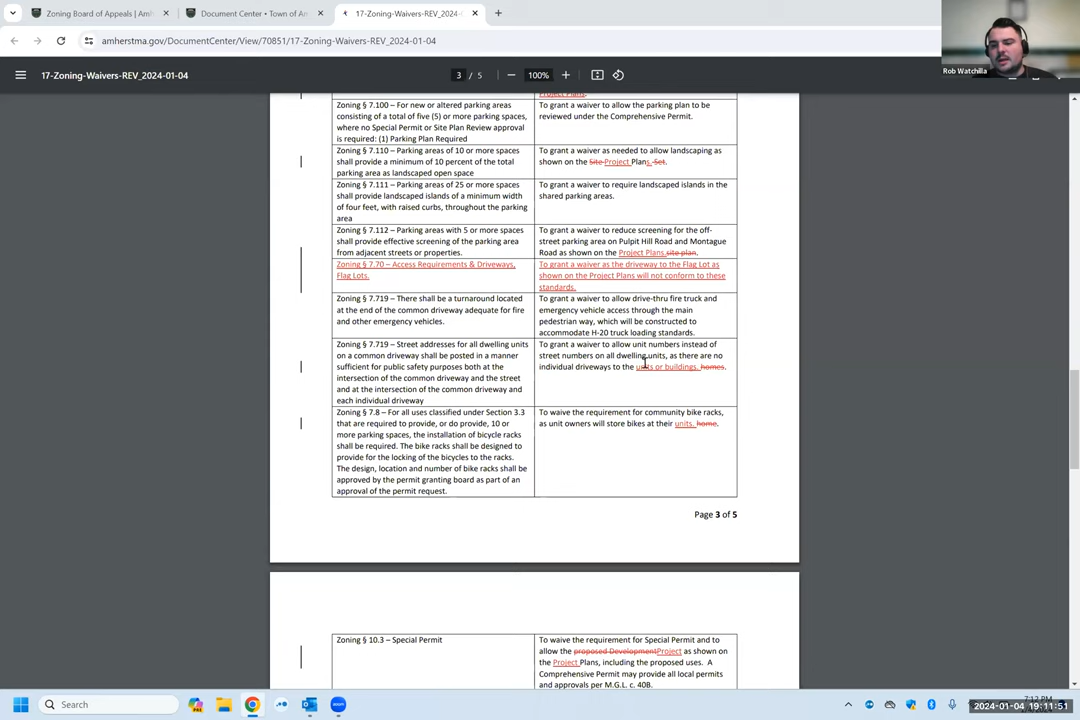 Zoning Board of Appeals | Amh
Document Center • Town of Am
17-Zoning-Waivers-REV_2024-01-0
amherstma.gov/DocumentCenter/View/70851/17-Zoning-Waivers-REV_2024-01-04
Rob Watchilla
17-Zoning-Waivers-REV_2024-01-04
3 / 5
100%
Project Plans.
Zoning § 7.100 – For new or altered parking areas
consisting of a total of five (5) or more parking spaces,
where no Special Permit or Site Plan Review approval
is required: (1) Parking Plan Required
To grant a waiver to allow the parking plan to be
reviewed under the Comprehensive Permit.
Zoning § 7.110 – Parking areas of 10 or more spaces
shall provide a minimum of 10 percent of the total
parking area as landscaped open space
To grant a waiver as needed to allow landscaping as
shown on the Site Project Plans. Set.
Zoning § 7.111 – Parking areas of 25 or more spaces
shall provide landscaped islands of a minimum width
of four feet, with raised curbs, throughout the parking
area
To grant a waiver to require landscaped islands in the
shared parking areas.
Zoning § 7.112 – Parking areas with 5 or more spaces
shall provide effective screening of the parking area
from adjacent streets or properties.
To grant a waiver to reduce screening for the off-
street parking area on Pulpit Hill Road and Montague
Road as shown on the Project Plans.site plan.
Zoning § 7.70 – Access Requirements & Driveways,
Flag Lots.
To grant a waiver as the driveway to the Flag Lot as
shown on the Project Plans will not conform to these
standards.
Zoning § 7.719 – There shall be a turnaround located
at the end of the common driveway adequate for fire
and other emergency vehicles.
To grant a waiver to allow drive-thru fire truck and
emergency vehicle access through the main
pedestrian way, which will be constructed to
accommodate H-20 truck loading standards.
Zoning § 7.719 – Street addresses for all dwelling units
on a common driveway shall be posted in a manner
sufficient for public safety purposes both at the
intersection of the common driveway and the street
and at the intersection of the common driveway and
each individual driveway
To grant a waiver to allow unit numbers instead of
street numbers on all dwelling units, as there are no
individual driveways to the units or buildings. homes.
Zoning § 7.8 – For all uses classified under Section 3.3
that are required to provide, or do provide, 10 or
more parking spaces, the installation of bicycle racks
shall be required. The bike racks shall be designed to
provide for the locking of the bicycles to the racks.
The design, location and number of bike racks shall be
approved by the permit granting board as part of an
approval of the permit request.
To waive the requirement for community bike racks,
as unit owners will store bikes at their units. home.
Page 3 of 5
Zoning § 10.3 – Special Permit
To waive the requirement for Special Permit and to
allow the proposed DevelopmentProject as shown on
the Project Plans, including the proposed uses. A
Comprehensive Permit may provide all local permits
and approvals per M.G.L. c. 40B.
Search
7:12 PM
2024-01-04 19:11:51